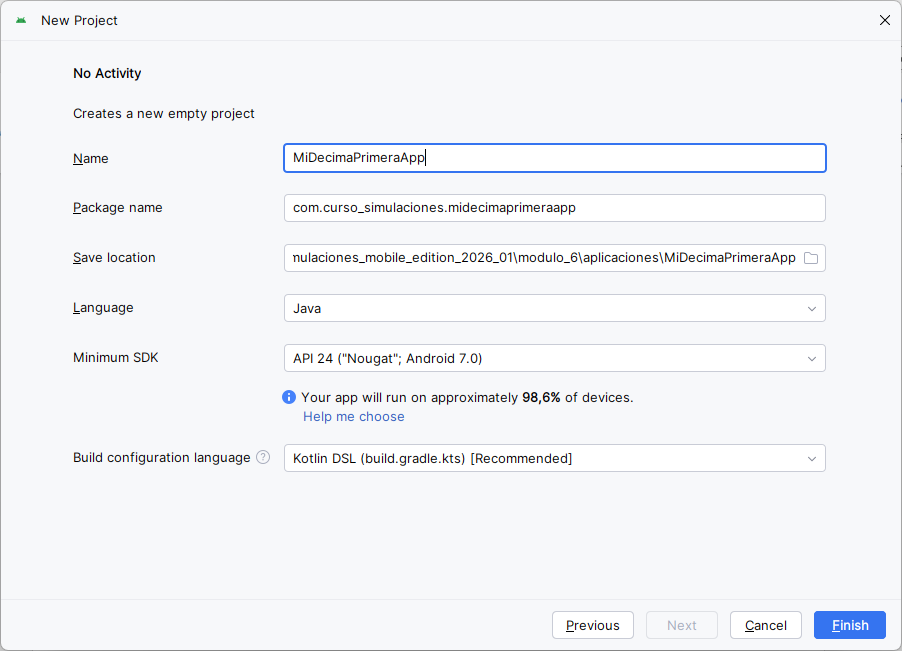 New Project
No Activity
Creates a new empty project
Name MiDecimaPrimeraApp
Package name com.curso_simulaciones.midecimaprimeraapp
Save location mulaciones_mobile_edition_2026_01\modulo_6\aplicaciones\MiDecimaPrimeraApp
Language Java
Minimum SDK API 24 ("Nougat"; Android 7.0)
Your app will run on approximately 98,6% of devices.
Help me choose
Build configuration language ? Kotlin DSL (build.gradle.kts) [Recommended]
Previous Next Cancel Finish